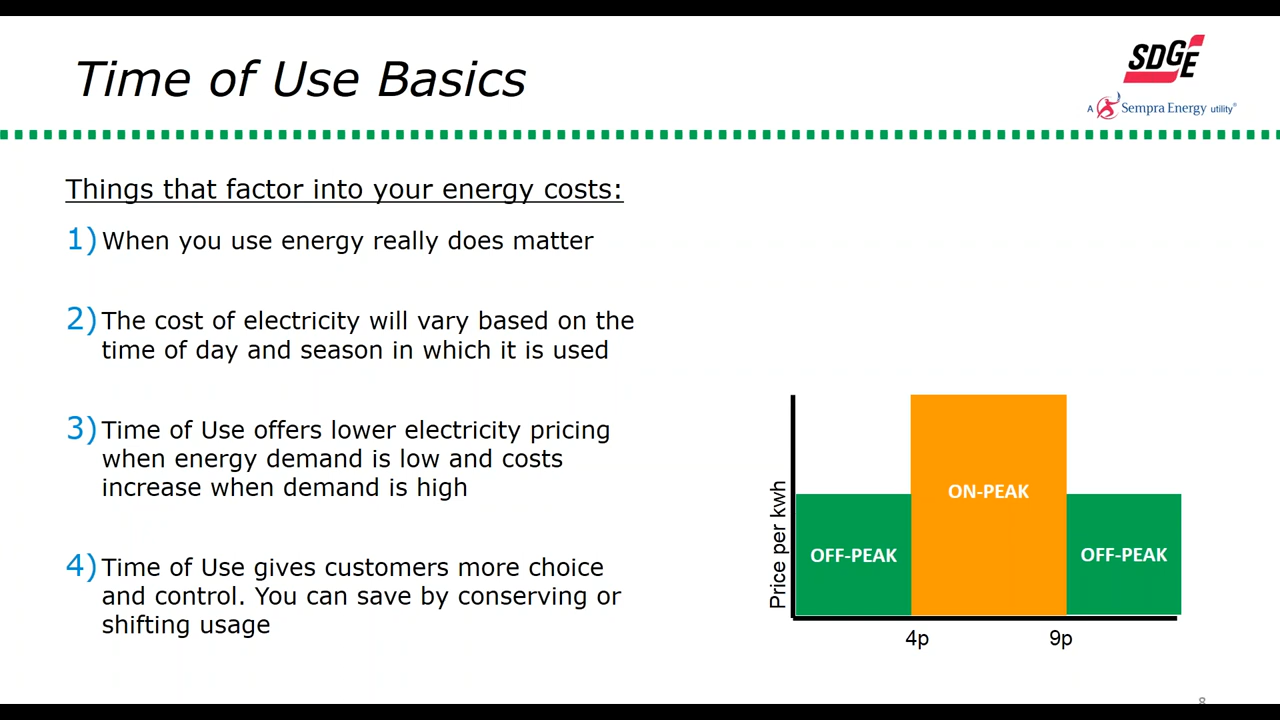 Time of Use Basics
SDGE
A Sempra Energy utility®
Things that factor into your energy costs:
1) When you use energy really does matter
2) The cost of electricity will vary based on the
time of day and season in which it is used
3) Time of Use offers lower electricity pricing
when energy demand is low and costs
increase when demand is high
4) Time of Use gives customers more choice
and control. You can save by conserving or
shifting usage
Price per kwh
OFF-PEAK
ON-PEAK
OFF-PEAK
4p
9p
8